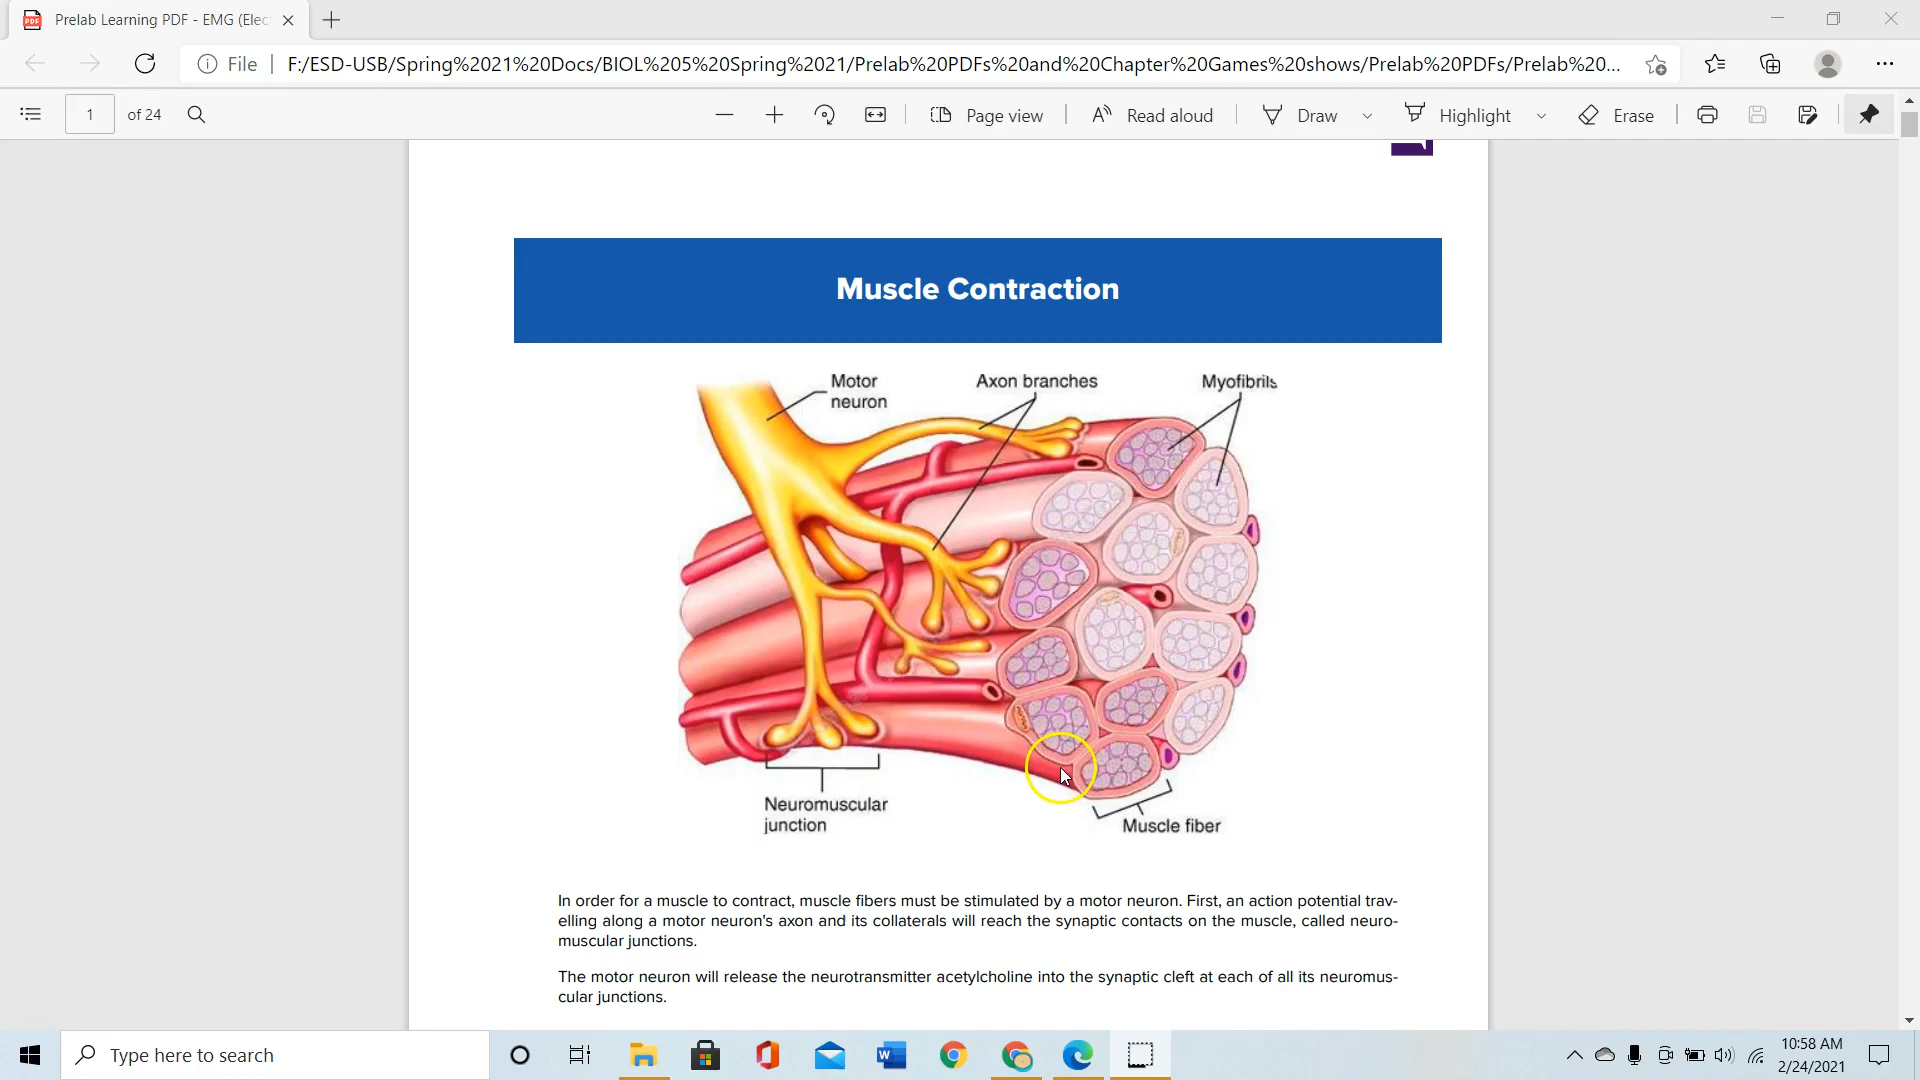 Prelab Learning PDF - EMG (Elec
File
F:/ESD-USB/Spring%2021%20Docs/BIOL%205%20Spring%2021/Prelab%20PDFs%20and%20Chapter%20Games%20shows/Prelab%20PDFs/Prelab%20...
1 of 24
Page view
Read aloud
Draw
Highlight
Erase
Muscle Contraction
Motor
neuron
Axon branches
Myofibrils
Neuromuscular
junction
Muscle fiber
In order for a muscle to contract, muscle fibers must be stimulated by a motor neuron. First, an action potential trav-
elling along a motor neuron's axon and its collaterals will reach the synaptic contacts on the muscle, called neuro-
muscular junctions.
The motor neuron will release the neurotransmitter acetylcholine into the synaptic cleft at each of all its neuromus-
cular junctions.
Type here to search
10:58 AM
2/24/2021